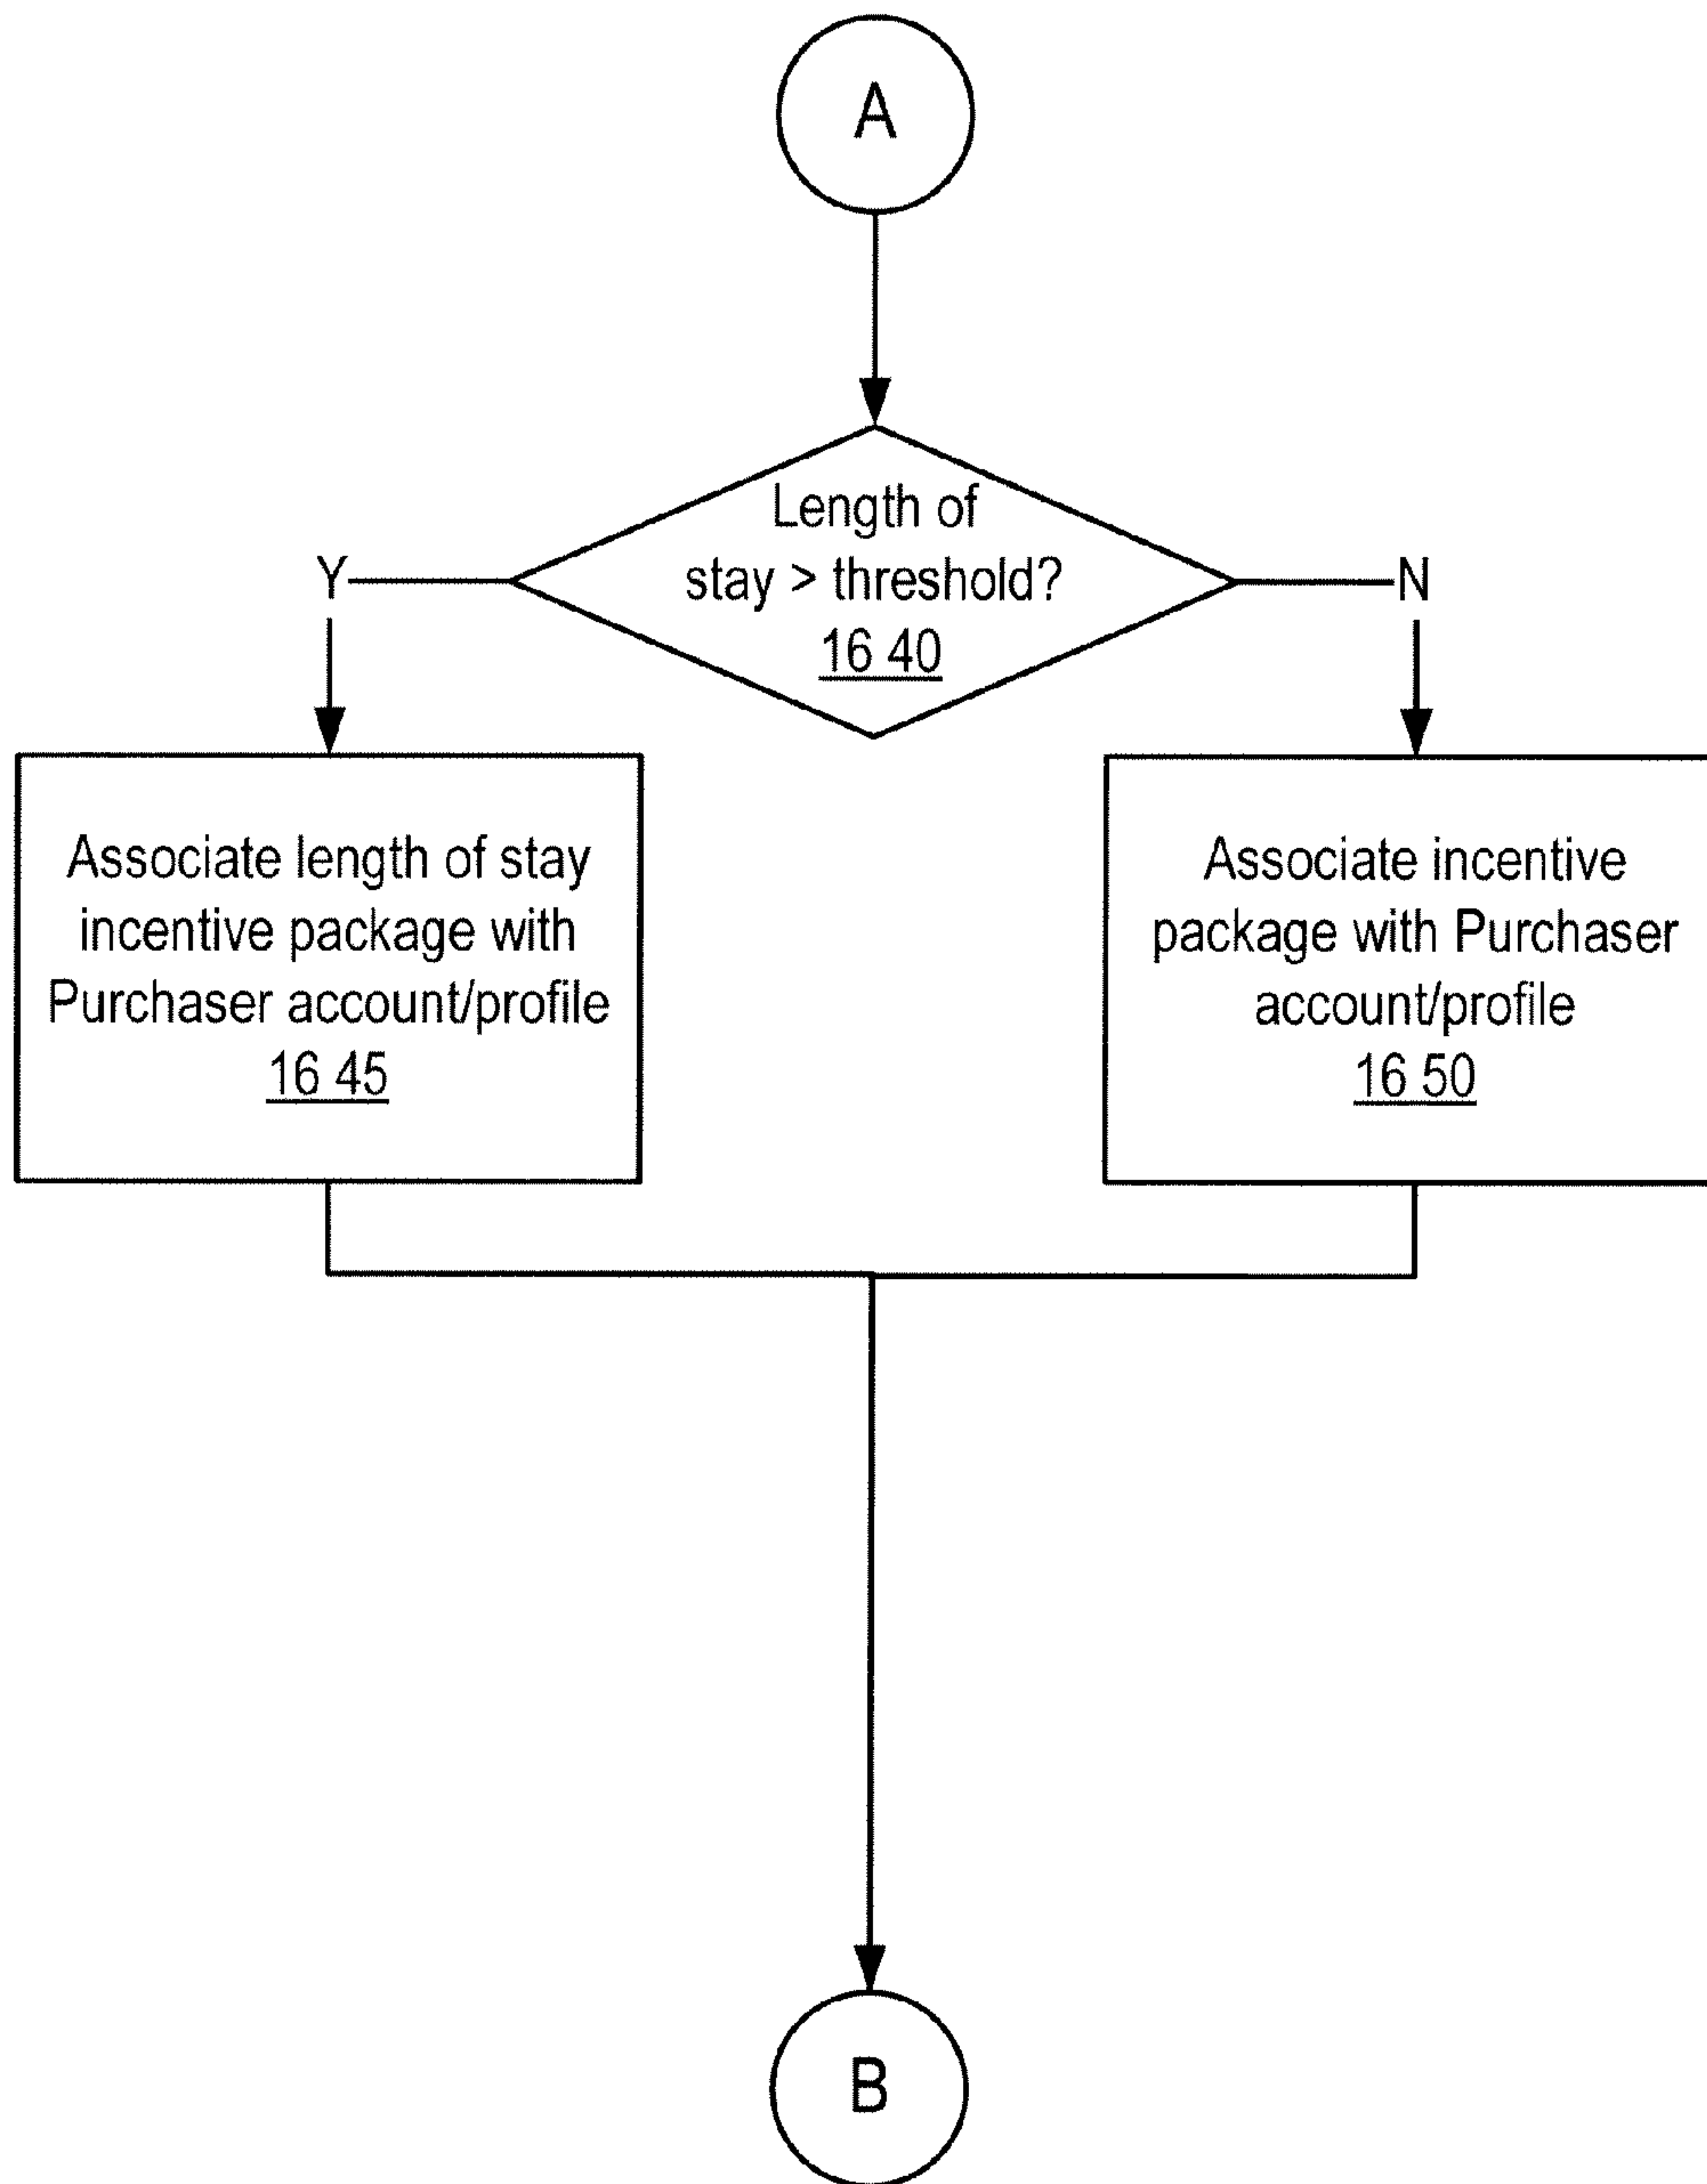 A
Length of
stay > threshold?
16 40
Y
N
Associate length of stay
incentive package with
Purchaser account/profile
16 45
Associate incentive
package with Purchaser
account/profile
16 50
B